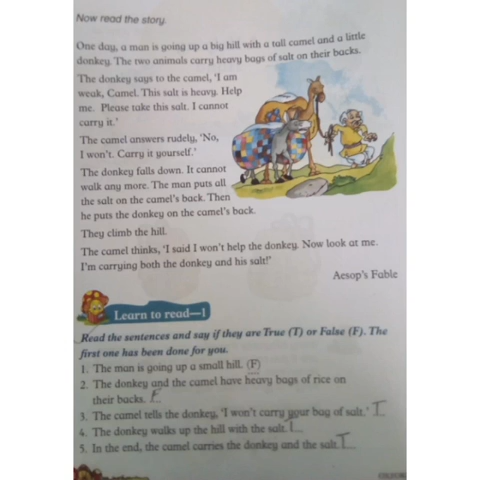 Now read the story.
One day, a man is going up a big hill with a tall camel and a little
donkey. The two animals carry heavy bags of salt on their backs.
The donkey says to the camel, 'I am
weak, Camel. This salt is heavy. Help
me. Please take this salt. I cannot
carry it.'
The camel answers rudely, 'No,
I won't. Carry it yourself.'
The donkey falls down. It cannot
walk any more. The man puts all
the salt on the camel's back. Then
he puts the donkey on the camel's back.
They climb the hill.
The camel thinks, 'I said I won't help the donkey. Now look at me.
I'm carrying both the donkey and his salt!'
Aesop's Fable
Learn to read—1
Read the sentences and say if they are True (T) or False (F). The
first one has been done for you.
1. The man is going up a small hill. (F)
2. The donkey and the camel have heavy bags of rice on
their backs. F
3. The camel tells the donkey, 'I won't carry your bag of salt.' T
4. The donkey walks up the hill with the salt.
5. In the end, the camel carries the donkey and the salt. T